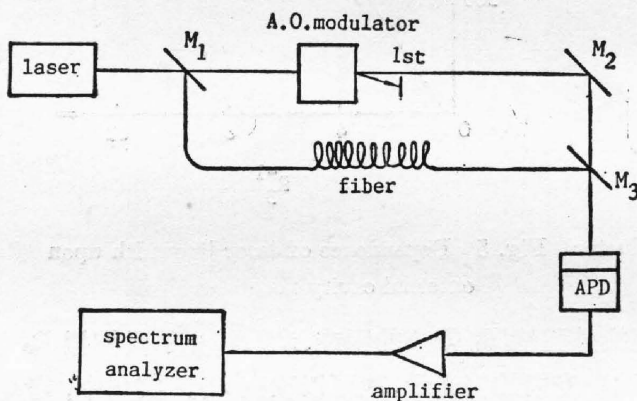 A.O.modulator
M1
laser
1st
M2
fiber
M3
APD
spectrum
analyzer
amplifier